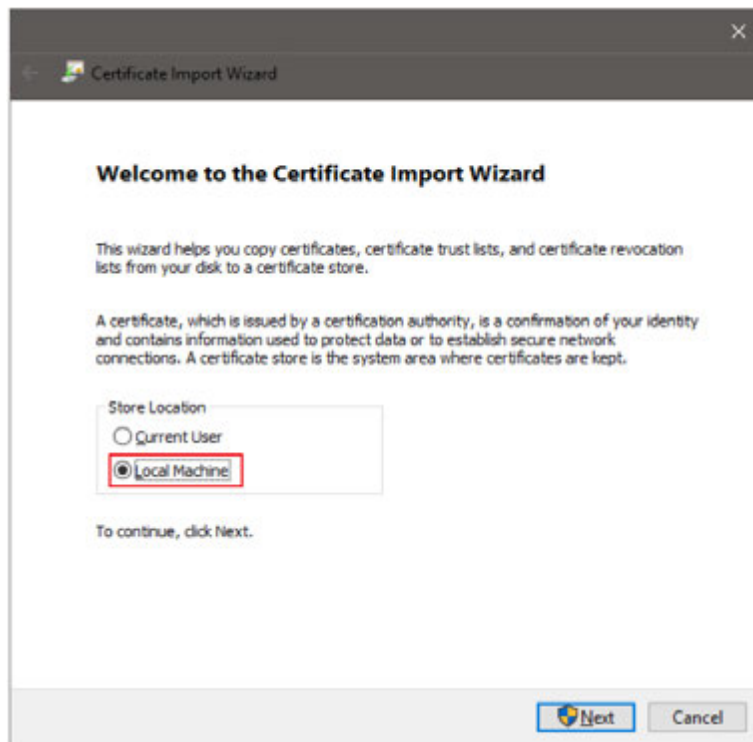 Certificate Import Wizard
Welcome to the Certificate Import Wizard
This wizard helps you copy certificates, certificate trust lists, and certificate revocation
lists from your disk to a certificate store.
A certificate, which is issued by a certification authority, is a confirmation of your identity
and contains information used to protect data or to establish secure network
connections. A certificate store is the system area where certificates are kept.
Store Location
Current User
Local Machine
To continue, click Next.
Next Cancel